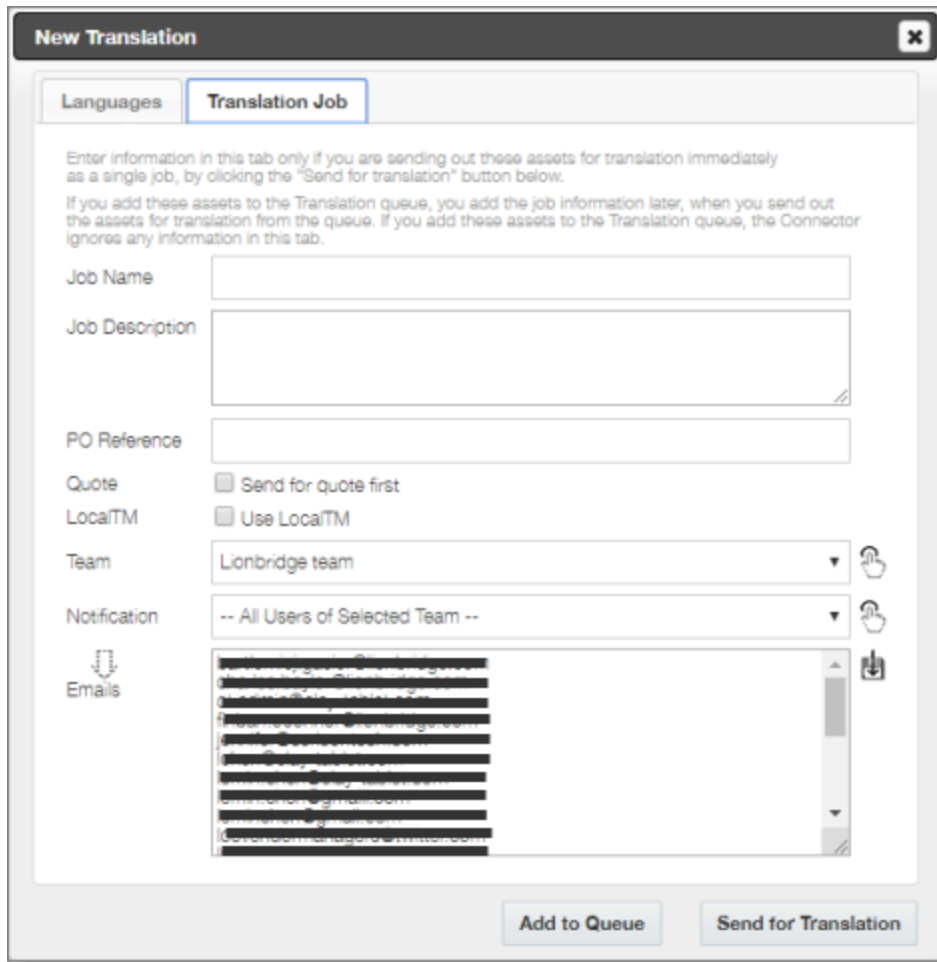 New Translation
Languages
Translation Job
Enter information in this tab only if you are sending out these assets for translation immediately
as a single job, by clicking the "Send for translation" button below.
If you add these assets to the Translation queue, you add the job information later, when you send out
the assets for translation from the queue. If you add these assets to the Translation queue, the Connector
ignores any information in this tab.
Job Name
Job Description
PO Reference
Quote
Send for quote first
LocalTM
Use LocalTM
Team
Lionbridge team
Notification
-- All Users of Selected Team --
Emails
Add to Queue
Send for Translation